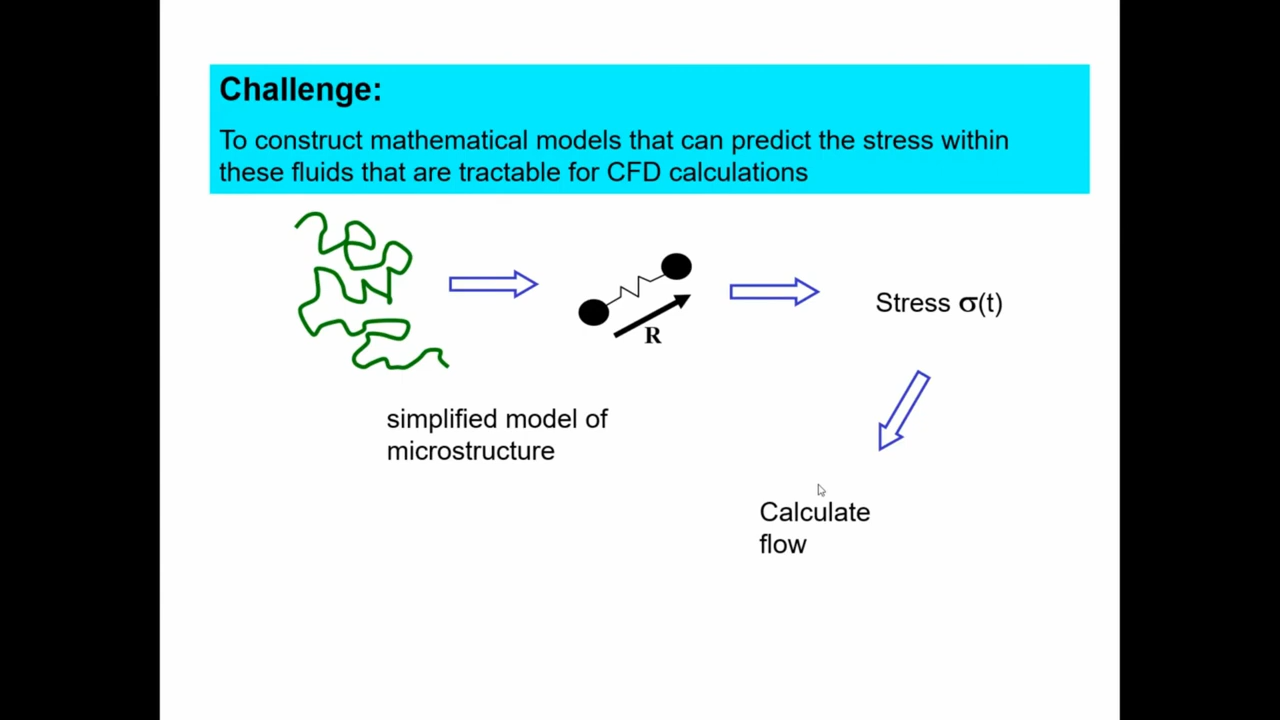 Challenge:
To construct mathematical models that can predict the stress within
these fluids that are tractable for CFD calculations
R
Stress σ(t)
simplified model of
microstructure
Calculate
flow